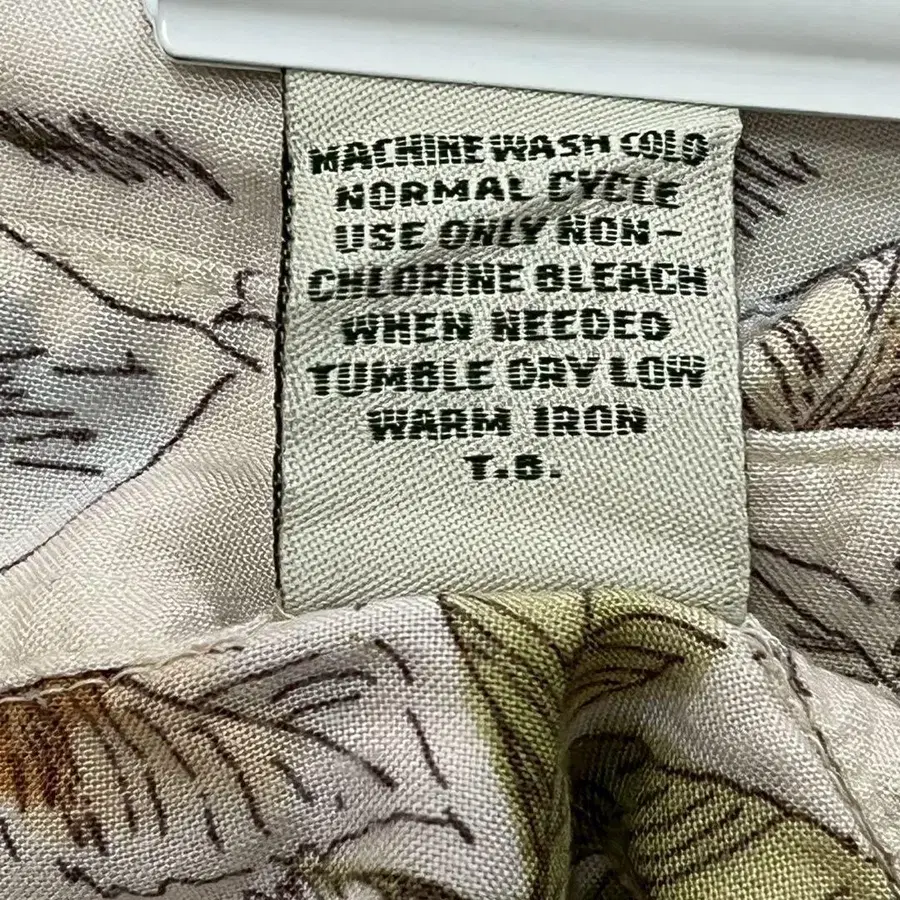 MACHINE WASH COLD
NORMAL CYCLE
USE ONLY NON-
CHLORINE BLEACH
WHEN NEEDED
TUMBLE DRY LOW
WARM IRON
T.B.